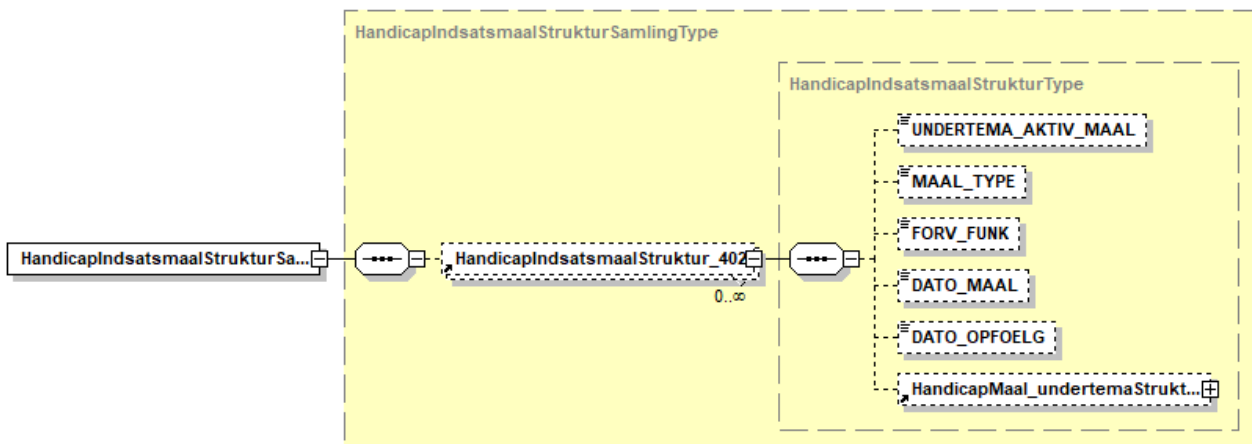 HandicapIndsatsmaalStrukturSamlingType
HandicapIndsatsmaalStrukturType
UNDERTEMA_AKTIV_MAAL
MAAL_TYPE
FORV_FUNK
HandicapIndsatsmaalStrukturSa...
HandicapIndsatsmaalStruktur_402
0..∞
DATO_MAAL
DATO_OPFOELG
HandicapMaal_undertemaStrukt...